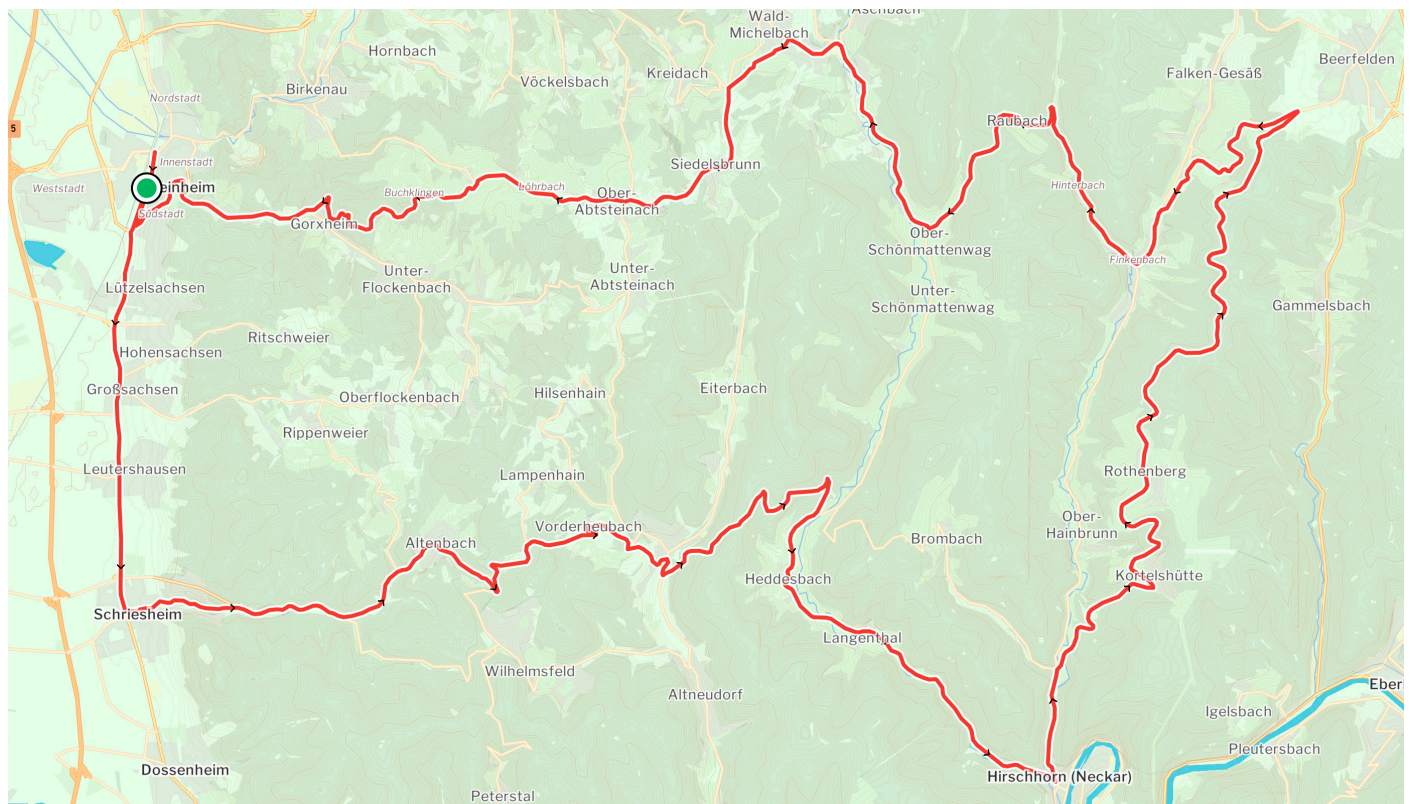 Aschbach
Wald-
Michelbach
Hornbach
Beerfelden
Kreidach
Falken-Gesäß
Vöckelsbach
Birkenau
Nordstadt
5
Raubach
Innenstadt
Siedelsbrunn
Weststadt
einheim
Hinterbach
Löhrbach
Buchklingen
Ober-
Abtsteinach
Südstadt
Gorxheim
Ober-
Schönmattenwag
Finkenbach
Unter-
Flockenbach
Unter-
Abtsteinach
Lützelsachsen
Unter-
Schönmattenwag
Gammelsbach
Ritschweier
Hohensachsen
Großsachsen
Eiterbach
Hilsenhain
Oberflockenbach
Rippenweier
Leutershausen
Rothenberg
Lampenhain
Vorderheubach
Ober-
Hainbrunn
Brombach
Altenbach
Kortelshütte
Heddesbach
Schriesheim
Langenthal
Wilhelmsfeld
Eberl
Altneudorf
Igelsbach
Pleutersbach
Dossenheim
Hirschhorn (Neckar)
Peterstal